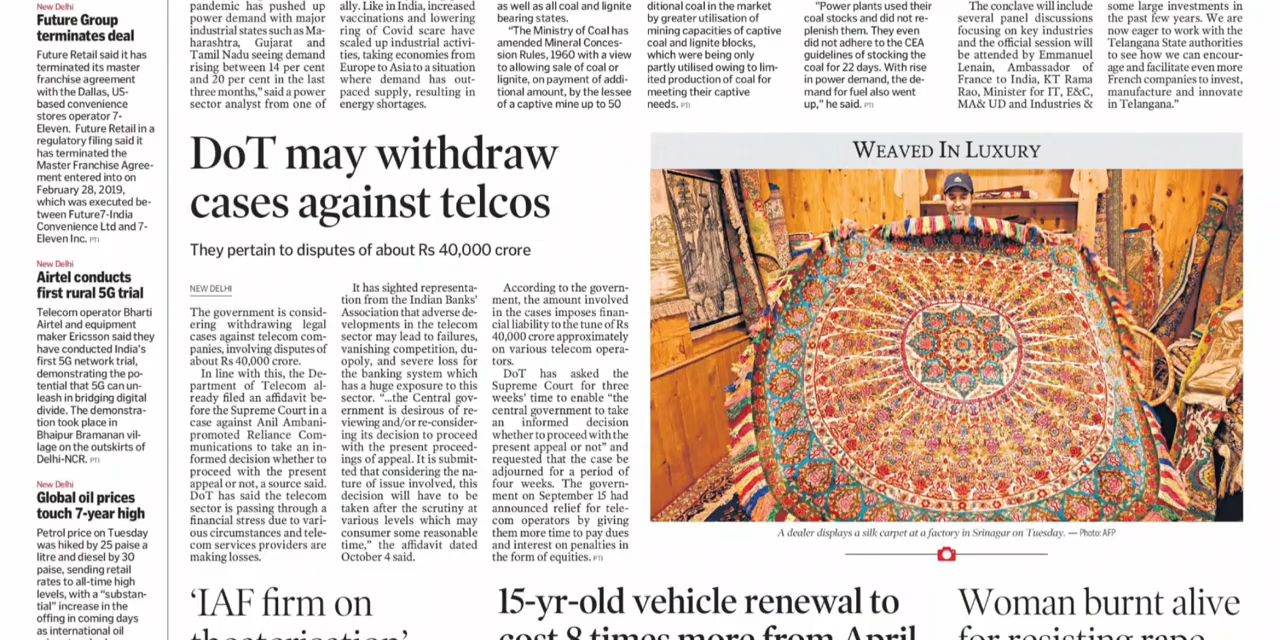 New Delhi
Future Group
terminates deal
Future Retail said it has
terminated its master
franchise agreement
with the Dallas, US-
based convenience
stores operator 7-
Eleven. Future Retail in a
regulatory filing said it
has terminated the
Master Franchise Agree-
ment entered into on
February 28, 2019,
which was executed be-
tween Future7-India
Convenience Ltd and 7-
Eleven Inc. PTI
New Delhi
Airtel conducts
first rural 5G trial
Telecom operator Bharti
Airtel and equipment
maker Ericsson said they
have conducted India's
first 5G network trial,
demonstrating the po-
tential that 5G can un-
leash in bridging digital
divide. The demonstra-
tion took place in
Bhaipur Bramanan vil-
lage on the outskirts of
Delhi-NCR. PTI
New Delhi
Global oil prices
touch 7-year high
Petrol price on Tuesday
was hiked by 25 paise a
litre and diesel by 30
paise, sending retail
rates to all-time high
levels, with a "substan-
tial" increase in the
offing in coming days
as international oil
pandemic has pushed up
power demand with major
industrial states such as Ma-
harashtra, Gujarat and
Tamil Nadu seeing demand
rising between 14 per cent
and 20 per cent in the last
three months," said a power
sector analyst from one of
ally. Like in India, increased
vaccinations and lowering
ring of Covid scare have
scaled up industrial activi-
ties, taking economies from
Europe to Asia to a situation
where demand has out-
paced supply, resulting in
energy shortages.
as well as all coal and lignite
bearing states.
"The Ministry of Coal has
amended Mineral Conces-
sion Rules, 1960 with a view
to allowing sale of coal or
lignite, on payment of addi-
tional amount, by the lessee
of a captive mine up to 50
ditional coal in the market
by greater utilisation of
mining capacities of captive
coal and lignite blocks,
which were being only
partly utilised owing to lim-
ited production of coal for
meeting their captive
needs. PTI
"Power plants used their
coal stocks and did not re-
plenish them. They even
did not adhere to the CEA
guidelines of stocking the
coal for 22 days. With rise
in power demand, the de-
mand for fuel also went
up," he said. PTI
The conclave will include
several panel discussions
focusing on key industries
and the official session will
be attended by Emmanuel
Lenain, Ambassador of
France to India, KT Rama
Rao, Minister for IT, E&C,
MA& UD and Industries &
some large investments in
the past few years. We are
now eager to work with the
Telangana State authorities
to see how we can encour-
age and facilitate even more
French companies to invest,
manufacture and innovate
in Telangana."
DoT may withdraw
cases against telcos
They pertain to disputes of about Rs 40,000 crore
NEW DELHI
The government is consid-
ering withdrawing legal
cases against telecom com-
panies, involving disputes of
about Rs 40,000 crore.
In line with this, the De-
partment of Telecom al-
ready filed an affidavit be-
fore the Supreme Court in a
case against Anil Ambani-
promoted Reliance Com-
munications to take an in-
formed decision whether to
proceed with the present
appeal or not, a source said.
DoT has said the telecom
sector is passing through a
financial stress due to vari-
ous circumstances and tele-
com services providers are
making losses.
It has sighted representa-
tion from the Indian Banks'
Association that adverse de-
velopments in the telecom
sector may lead to failures,
vanishing competition, du-
opoly, and severe loss for
the banking system which
has a huge exposure to this
sector. "...the Central gov-
ernment is desirous of re-
viewing and/or re-consider-
ing its decision to proceed
with the present proceed-
ings of appeal. It is submit-
ted that considering the na-
ture of issue involved, this
decision will have to be
taken after the scrutiny at
various levels which may
consumer some reasonable
time," the affidavit dated
October 4 said.
According to the govern-
ment, the amount involved
in the cases imposes finan-
cial liability to the tune of Rs
40,000 crore approximately
on various telecom opera-
tors.
DoT has asked the
Supreme Court for three
weeks' time to enable "the
central government to take
an informed decision
whether to proceed with the
present appeal or not" and
requested that the case be
adjourned for a period of
four weeks. The govern-
ment on September 15 had
announced relief for tele-
com operators by giving
them more time to pay dues
and interest on penalties in
the form of equities. PTI
WEAVED IN LUXURY
A dealer displays a silk carpet at a factory in Srinagar on Tuesday. — Photo: AFP
'IAF firm on
theaterisation'
15-yr-old vehicle renewal to
cost 8 times more from April
Woman burnt alive
for resisting rape